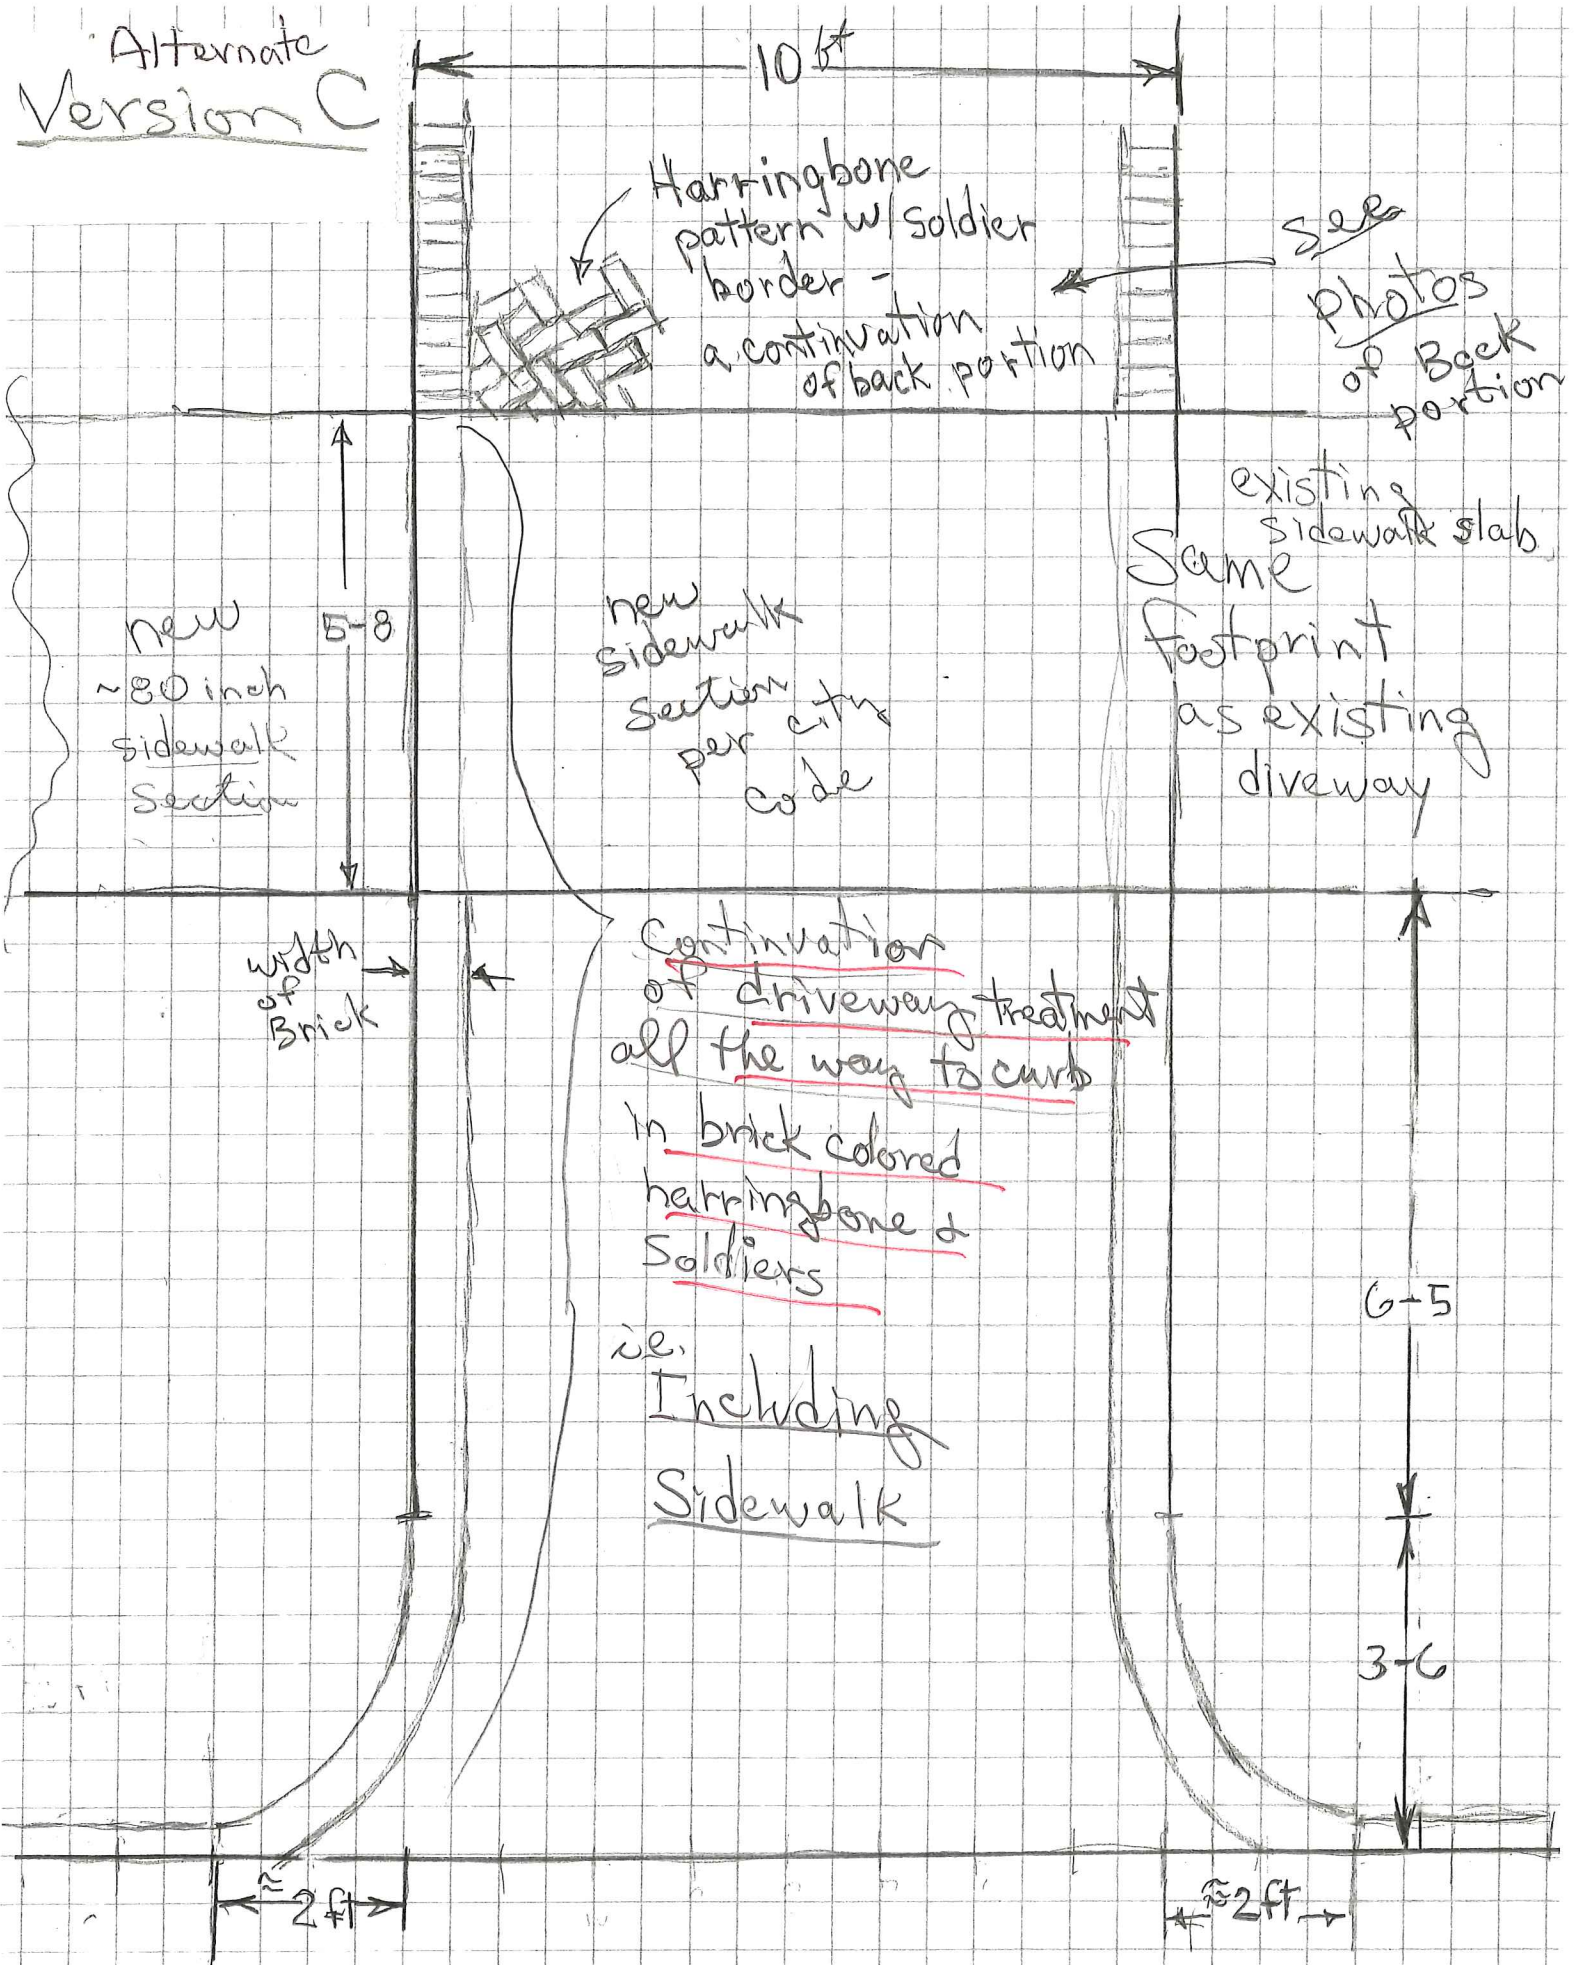 Alternate
Version C
10 ft
Harringbone
pattern w/ soldier
border -
a continuation
of back portion
see
photos
of Back
portion
existing
sidewalk slab
Same
footprint
as existing
diveway
new
~80 inch
sidewalk
section
5-8
new
sidewalk
section
per city
code
width
of
Brick
Continuation
of driveway treatment
all the way to curb
in brick colored
harringbone &
Soldiers
i.e.
Including
Sidewalk
6-5
3-6
≈
2 ft
≈2ft